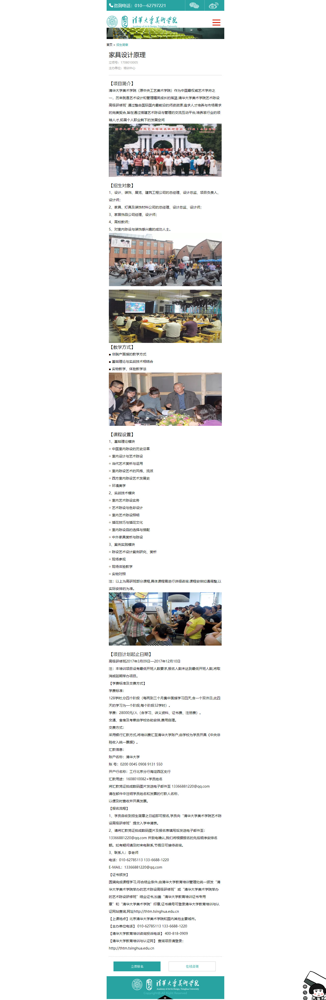 咨询电话：010—62797221
清华大学美术学院
Academy of Art & Design, Tsinghua University
首页 > 招生简章
家具设计原理
立项号：1708010005
主办单位：培训中心
【项目简介】
清华大学美术学院（原中央工艺美术学院）作为中国最权威艺术学府之
一，历来就是艺术设计和管理精英成长的摇篮.清华大学美术学院艺术陈设
高级研修班' 通过整合国际国内最前沿的师资资源.追求人才培养与市场需求
的完美契合,旨在通过搭建艺术陈设与管理的交流互动平台,培养笨行业的领
袖人才,拓展个人职业剩下的发展空间
【招生对象】
1、设计、装饰、展览、建筑工程公司的总经理、设计总监、项目负责人、
设计师；
2、家具、灯具及装饰材料公司的总经理、设计总监、设计师；
3、家居饰品公司经理、设计师；
4、高校教师；
5、对室内陈设与装饰感兴趣的成功人士。
【教学方式】
■ 非脱产面授的教学方式
■ 基础理论与实战技术相结合
■ 实物教学、体验教学法
【课程设置】
1、基础理论模块
◇ 中国室内陈设的历史沿革
◇ 室内设计与艺术陈设
◇ 当代艺术赏析与运用
◇ 室内陈设艺术的风格、流派
◇ 西方室内陈设艺术发展史
◇ 环境美学
2、实战技术模块
◇ 室内艺术陈设实务
◇ 艺术陈设与色彩设计
◇ 室内艺术陈设照明
◇ 插花技巧与插花文化
◇ 室内陈设品的选择与搭配
◇ 中外家具赏析与陈设
3、案例实践模块
◇ 陈设艺术设计案例研究、赏析
◇ 现场参观
◇ 现场体验教学
◇ 实物对照
注：以上为高研班部分课程,具体课程需进行详细咨询.课程安排如遇调整,以
实际安排的为准。
【项目计划起止日期】
高级研修班2017年3月09日—2017年12月10日
注：本培训项目设有最低开班人数要求,报名人数未达到最低开班人数,将取
消或延期举办项目。
【学费标准及交费方式】
学费标准：
128学时,分四个阶段（每两到三个月集中面授学习四天,含一个双休日,此四
天的学习为一个阶段,每个阶段32学时）。
学费：28000元/人（含学习、讲义资料、证书费、注册费）。
交通、食宿及考察由学校协助安排,费用自理。
交费方式：
采用银行汇款方式,将培训费汇至清华大学账户,由学校为学员开具《中央非
税收入统一票据》。
汇款信息：
账户名称：清华大学
账 号：0200 0045 0908 9131 550
开户行名称：工行北京分行海淀西区支行
汇款用途：1608010082+学员姓名
将汇款凭证拍成数码图片发送电子邮件至 13366881220@qq.com
请在邮件中注明学员姓名和发票的付款人名称，
以便及时查收并开具发票。
【报名流程】
1、学员自收到招生简章之日起即可报名,学员向“清华大学美术学院艺术陈
设高级研修班”提交入学申请表。
2、请将汇款凭证拍成数码图片及报名表填写后发送电子邮件至：
13366881220@qq.com 并致电确认,我们将根据报名的先后顺序安排名
额。如有疑问请及时来电联系,节假日可接待咨询。
3、联系人：李老师
电话：010-62785113 133-6688-1220
E-MAIL：13366881220@qq.com
【证书颁发】
圆满完成课程学习,符合结业条件,由清华大学教育培训管理处统一颁发“清
华大学美术学院举办的艺术陈设高级研修班”或“清华大学美术学院举办
的艺术陈设研修班”结业证书,加盖“清华大学教育培训证书专用
章”和“清华大学美术学院”印章,证书编号可登录清华大学教育培训与认
证网站查询,网址http://thtm.tsinghua.edu.cn
【上课地点】北京清华大学美术学院和国内其他主要城市。
【主办单位电话】 010-62785113 133-6688-1220
【清华大学教育培训咨询投诉电话】 400-818-0909
【清华大学教育培训与认证网】 查询项目请登录：
http://thtm.tsinghua.edu.cn
立即报名
在线咨询
清华大学美术学院
Academy of Art & Design, Tsinghua University
Copyright@.All Right Reserved
中